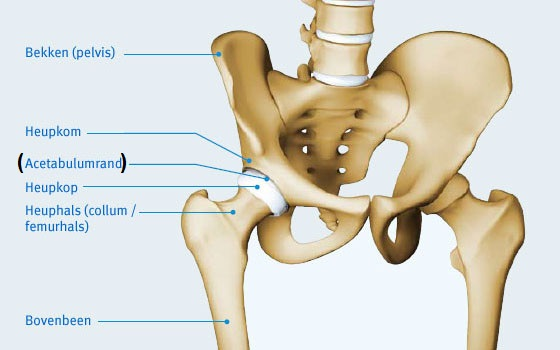 Bekken (pelvis)
Heupkom
(Acetabulumrand)
Heupkop
Heuphals (collum /
femurhals)
Bovenbeen